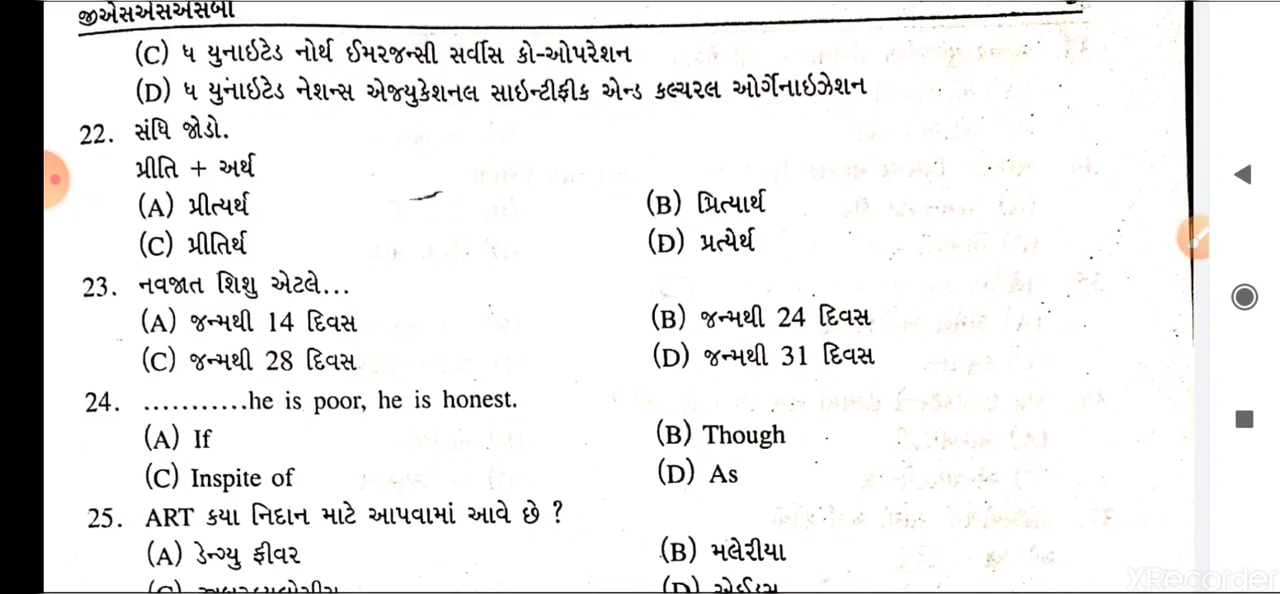 જીએસએસએસબી
(C) ધ યુનાઇટેડ નોર્થ ઈમરજન્સી સર્વીસ કો-ઓપરેશન
(D) ધ યુનાઇટેડ નેશન્સ એજ્યુકેશનલ સાઇન્ટીફીક એન્ડ કલ્ચરલ ઓર્ગેનાઇઝેશન
22. સંધિ જોડો.
પ્રીતિ + અર્થ
(A) પ્રીત્યર્થ (B) પ્રિત્યાર્થ
(C) પ્રીતિર્થ (D) પ્રત્યેર્થ
23. નવજાત શિશુ એટલે...
(A) જન્મથી 14 દિવસ (B) જન્મથી 24 દિવસ
(C) જન્મથી 28 દિવસ (D) જન્મથી 31 દિવસ
24. ...........he is poor, he is honest.
(A) If (B) Though
(C) Inspite of (D) As
25. ART કયા નિદાન માટે આપવામાં આવે છે ?
(A) ડેન્ગ્યુ ફીવર (B) મલેરીયા
(D) એઈડ્સ
XRecorder